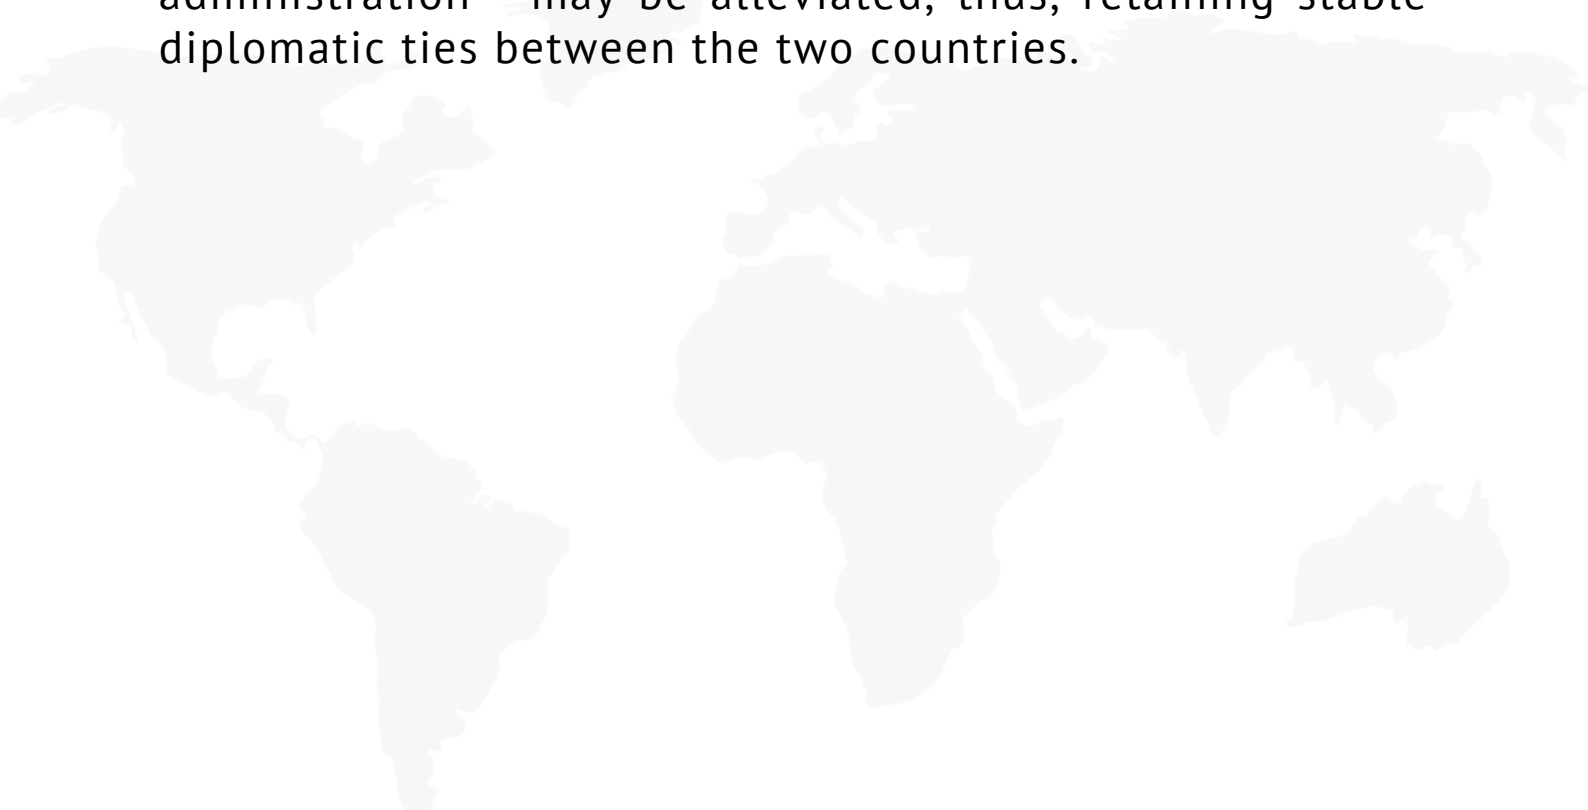 administration" may be alleviated, thus, retaining stable
diplomatic ties between the two countries.